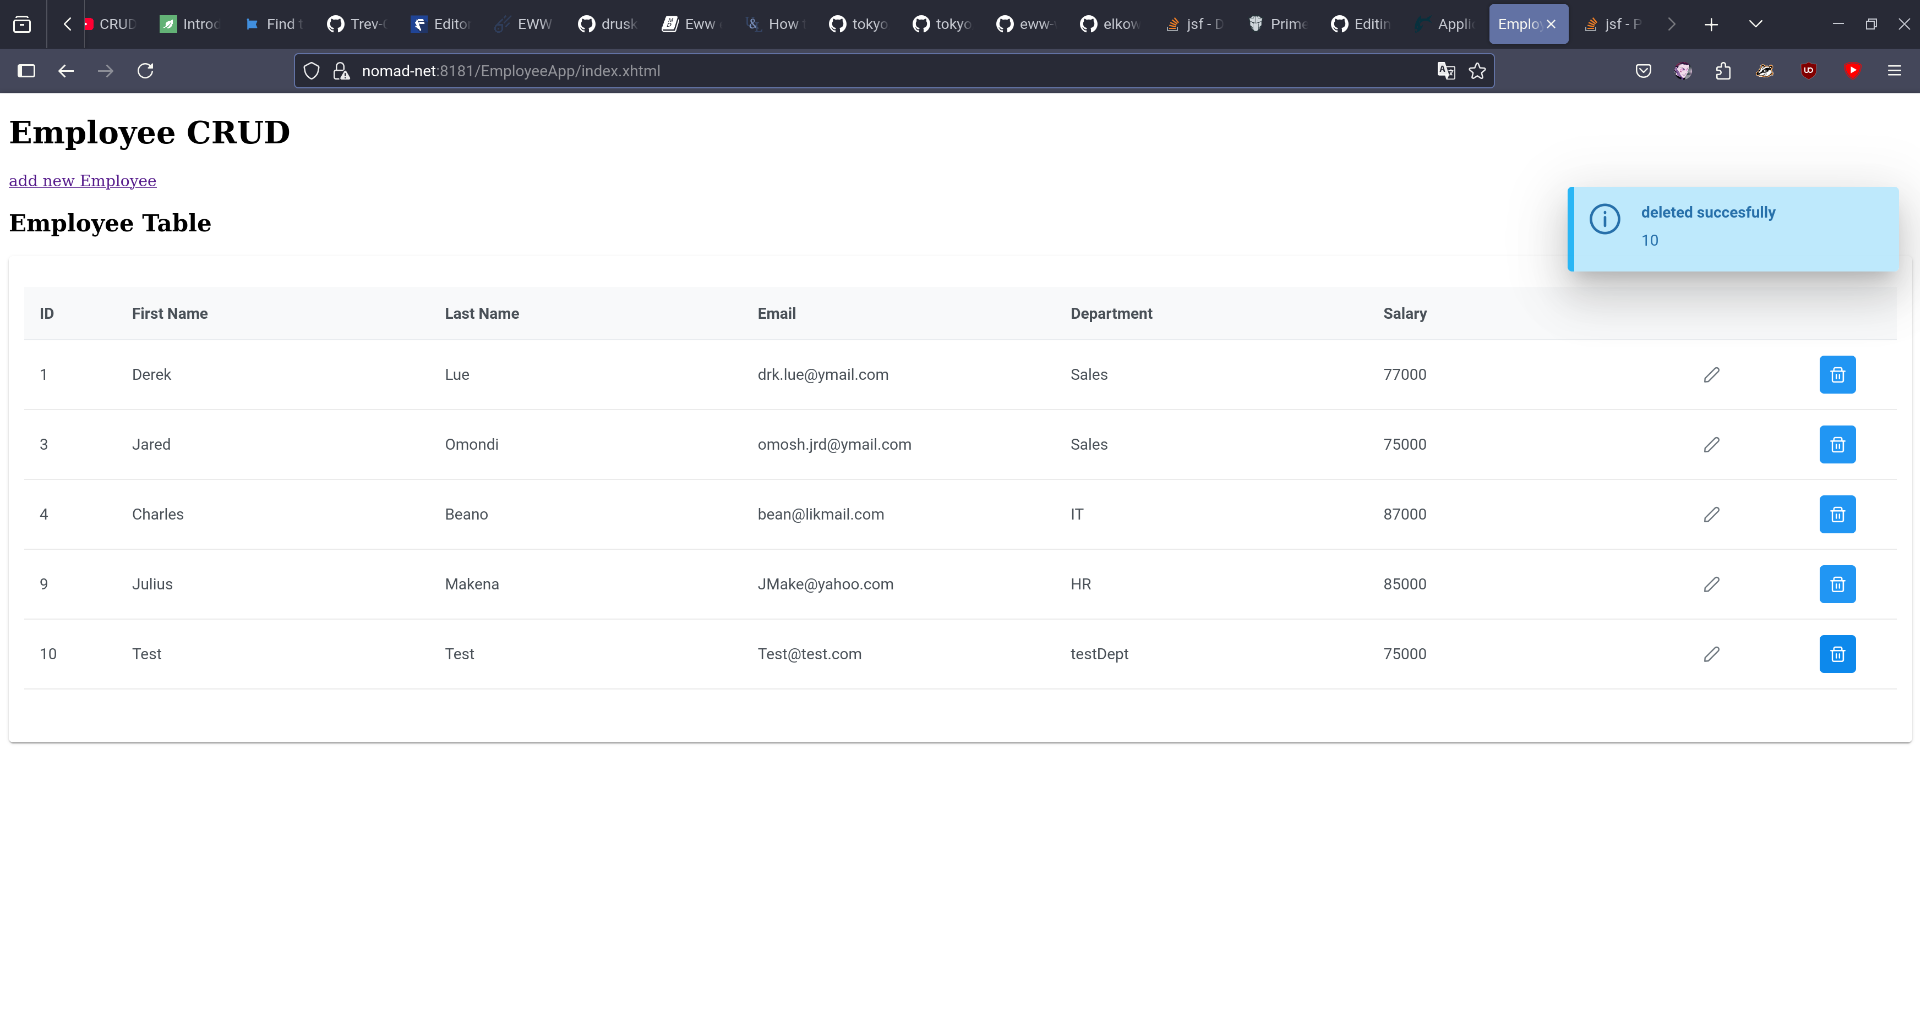 CRUD Introd Find t Trev-( Editor EWW drusk Eww How tokyo tokyo eww- elkow jsf - D Prime Editin Appli Employ jsf - P
nomad-net:8181/EmployeeApp/index.xhtml
Employee CRUD
add new Employee
deleted succesfully
10
Employee Table
ID First Name Last Name Email Department Salary
1 Derek Lue drk.lue@ymail.com Sales 77000
3 Jared Omondi omosh.jrd@ymail.com Sales 75000
4 Charles Beano bean@likmail.com IT 87000
9 Julius Makena JMake@yahoo.com HR 85000
10 Test Test Test@test.com testDept 75000